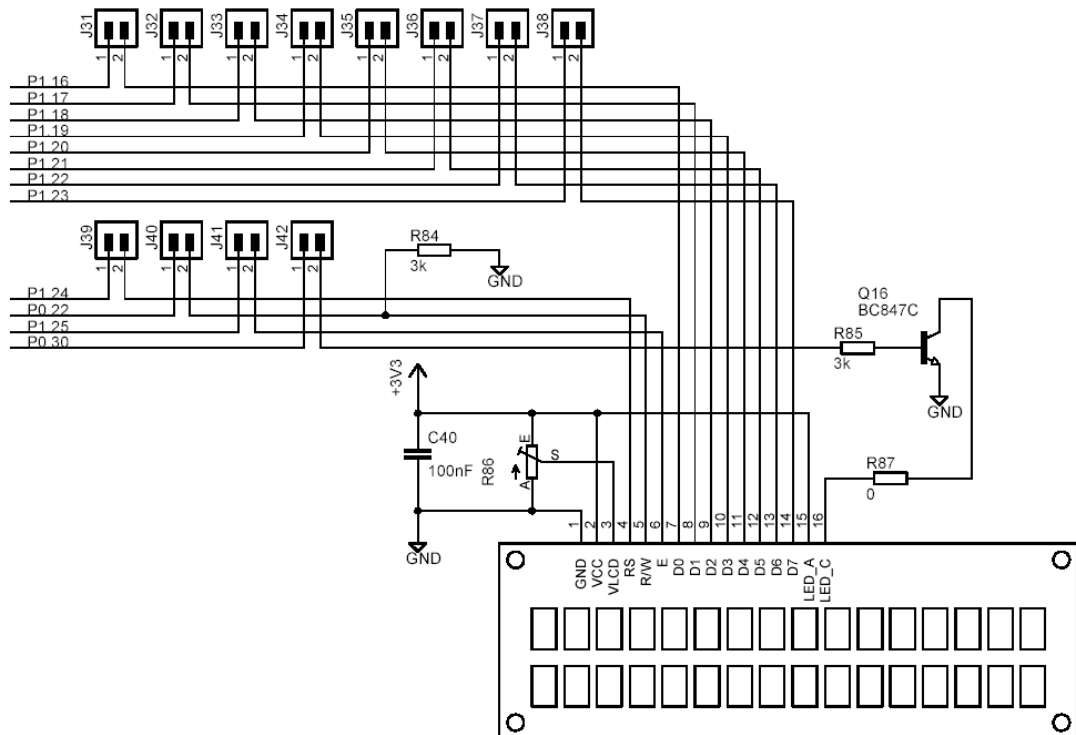 J31 J32 J33 J34 J35 J36 J37 J38
1 2 1 2 1 2 1 2 1 2 1 2 1 2 1 2
P1.16
P1.17
P1.18
P1.19
P1.20
P1.21
P1.22
P1.23
J39 J40 J41 J42
1 2 1 2 1 2 1 2
R84
3k
GND
P1.24
P0.22
P1.25
P0.30
Q16
BC847C
R85
3k
GND
+3V3
C40
100nF
R86
E
S
A
GND
R87
0
1 2 3 4 5 6 7 8 9 10 11 12 13 14 15 16
GND VCC VLCD RS R/W E D0 D1 D2 D3 D4 D5 D6 D7 LED_A LED_C